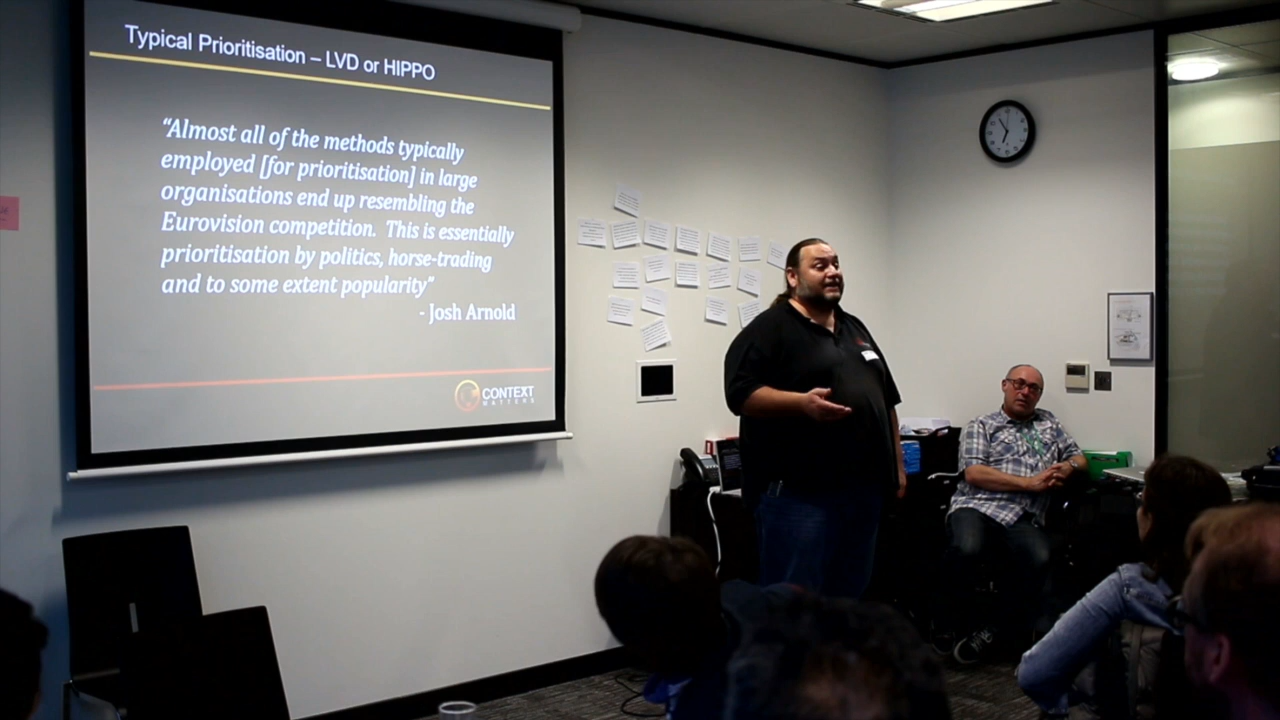 Typical Prioritisation – LVD or HIPPO
“Almost all of the methods typically
employed [for prioritisation] in large
organisations end up resembling the
Eurovision competition.  This is essentially
prioritisation by politics, horse-trading
and to some extent popularity”
- Josh Arnold
CONTEXT
MATTERS